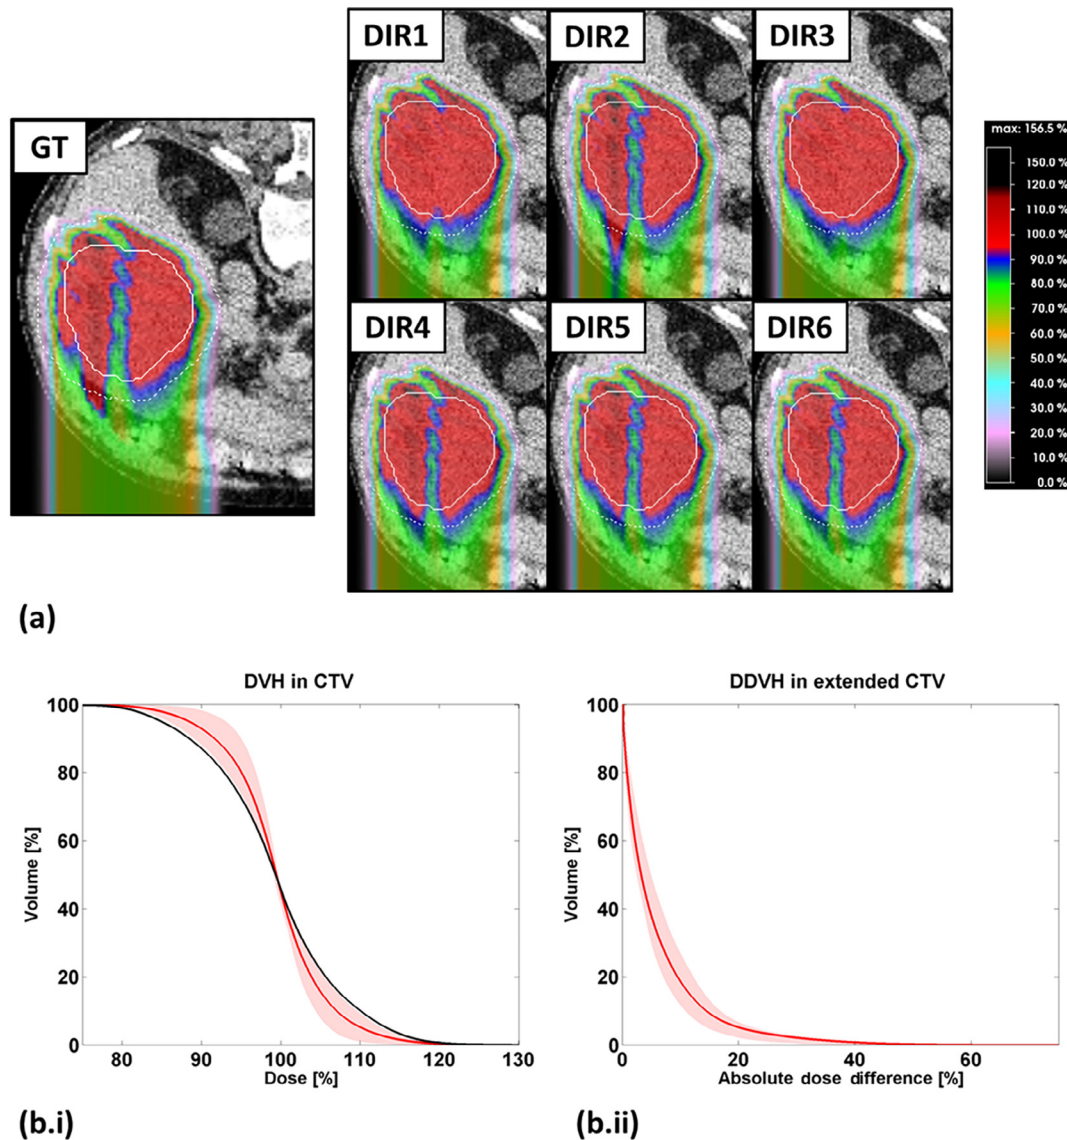 DIR1 DIR2 DIR3
GT
max: 156.5 %
150.0 %
120.0 %
100.0 %
90.0 %
80.0 %
70.0 %
60.0 %
50.0 %
40.0 %
30.0 %
20.0 %
10.0 %
0.0 %
DIR4 DIR5 DIR6
(a)
DVH in CTV
Volume [%]
100
80
60
40
20
0
80 90 100 110 120 130
Dose [%]
(b.i)
DDVH in extended CTV
Volume [%]
100
80
60
40
20
0
0 20 40 60
Absolute dose difference [%]
(b.ii)